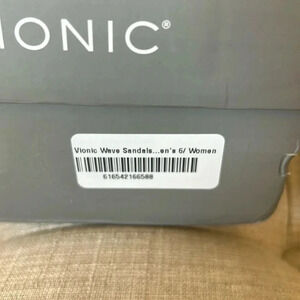 IONIC®
Vionic Wave Sandals...en's 6/ Women
616542166588